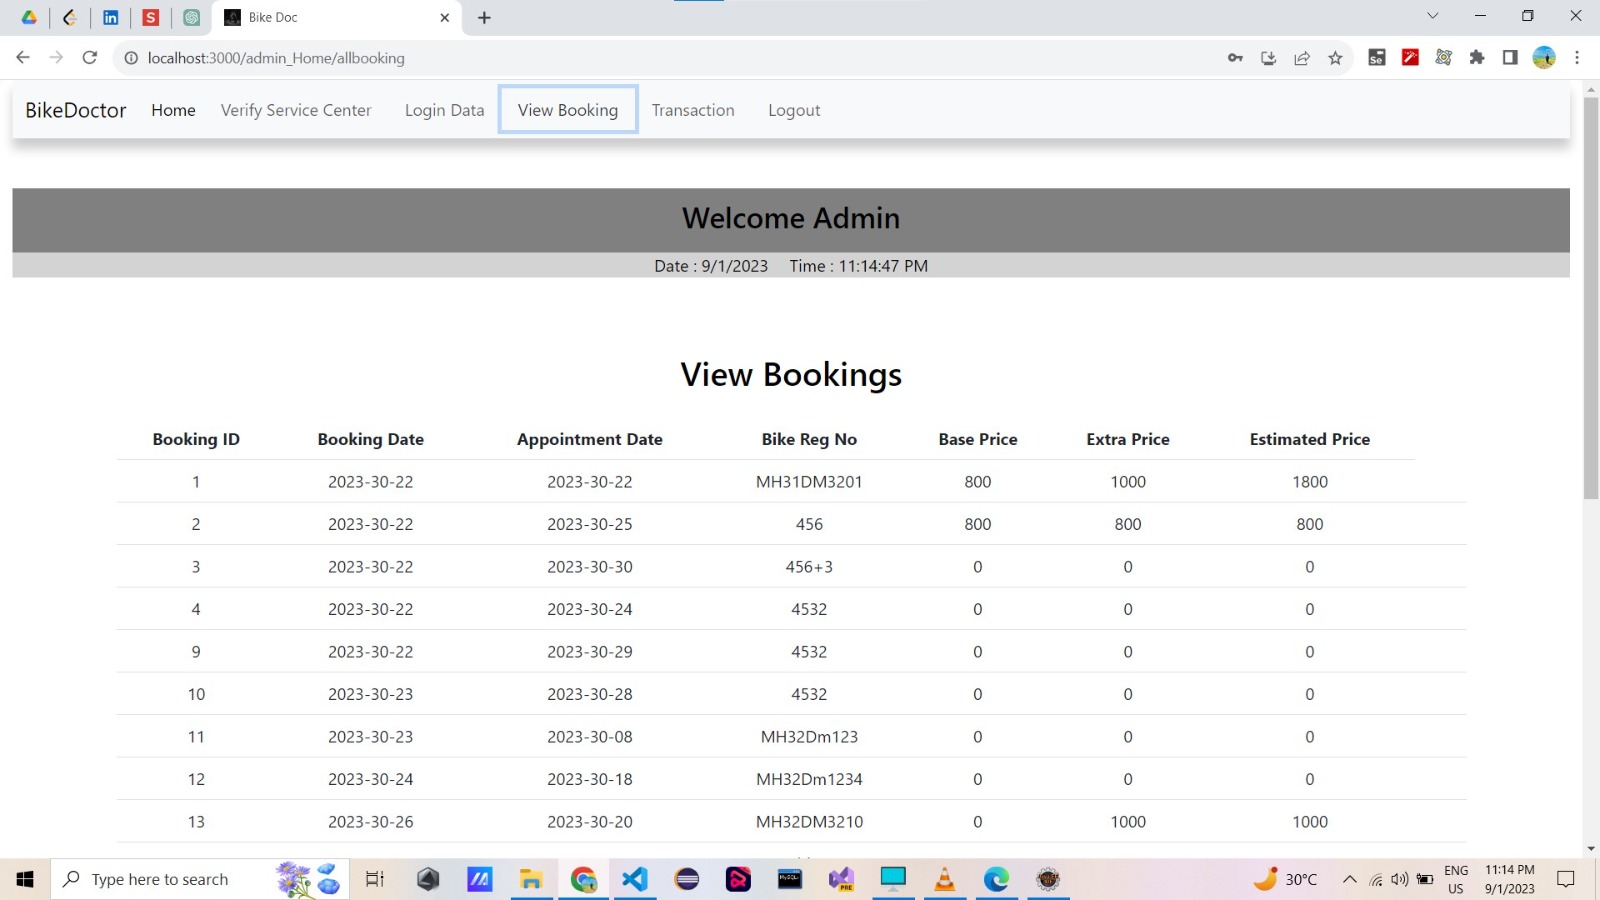 Bike Doc
localhost:3000/admin_Home/allbooking
BikeDoctor Home Verify Service Center Login Data View Booking Transaction Logout
Welcome Admin
Date : 9/1/2023 Time : 11:14:47 PM
View Bookings
Booking ID Booking Date Appointment Date Bike Reg No Base Price Extra Price Estimated Price
1 2023-30-22 2023-30-22 MH31DM3201 800 1000 1800
2 2023-30-22 2023-30-25 456 800 800 800
3 2023-30-22 2023-30-30 456+3 0 0 0
4 2023-30-22 2023-30-24 4532 0 0 0
9 2023-30-22 2023-30-29 4532 0 0 0
10 2023-30-23 2023-30-28 4532 0 0 0
11 2023-30-23 2023-30-08 MH32Dm123 0 0 0
12 2023-30-24 2023-30-18 MH32Dm1234 0 0 0
13 2023-30-26 2023-30-20 MH32DM3210 0 1000 1000
Type here to search
30°C
ENG
US
11:14 PM
9/1/2023